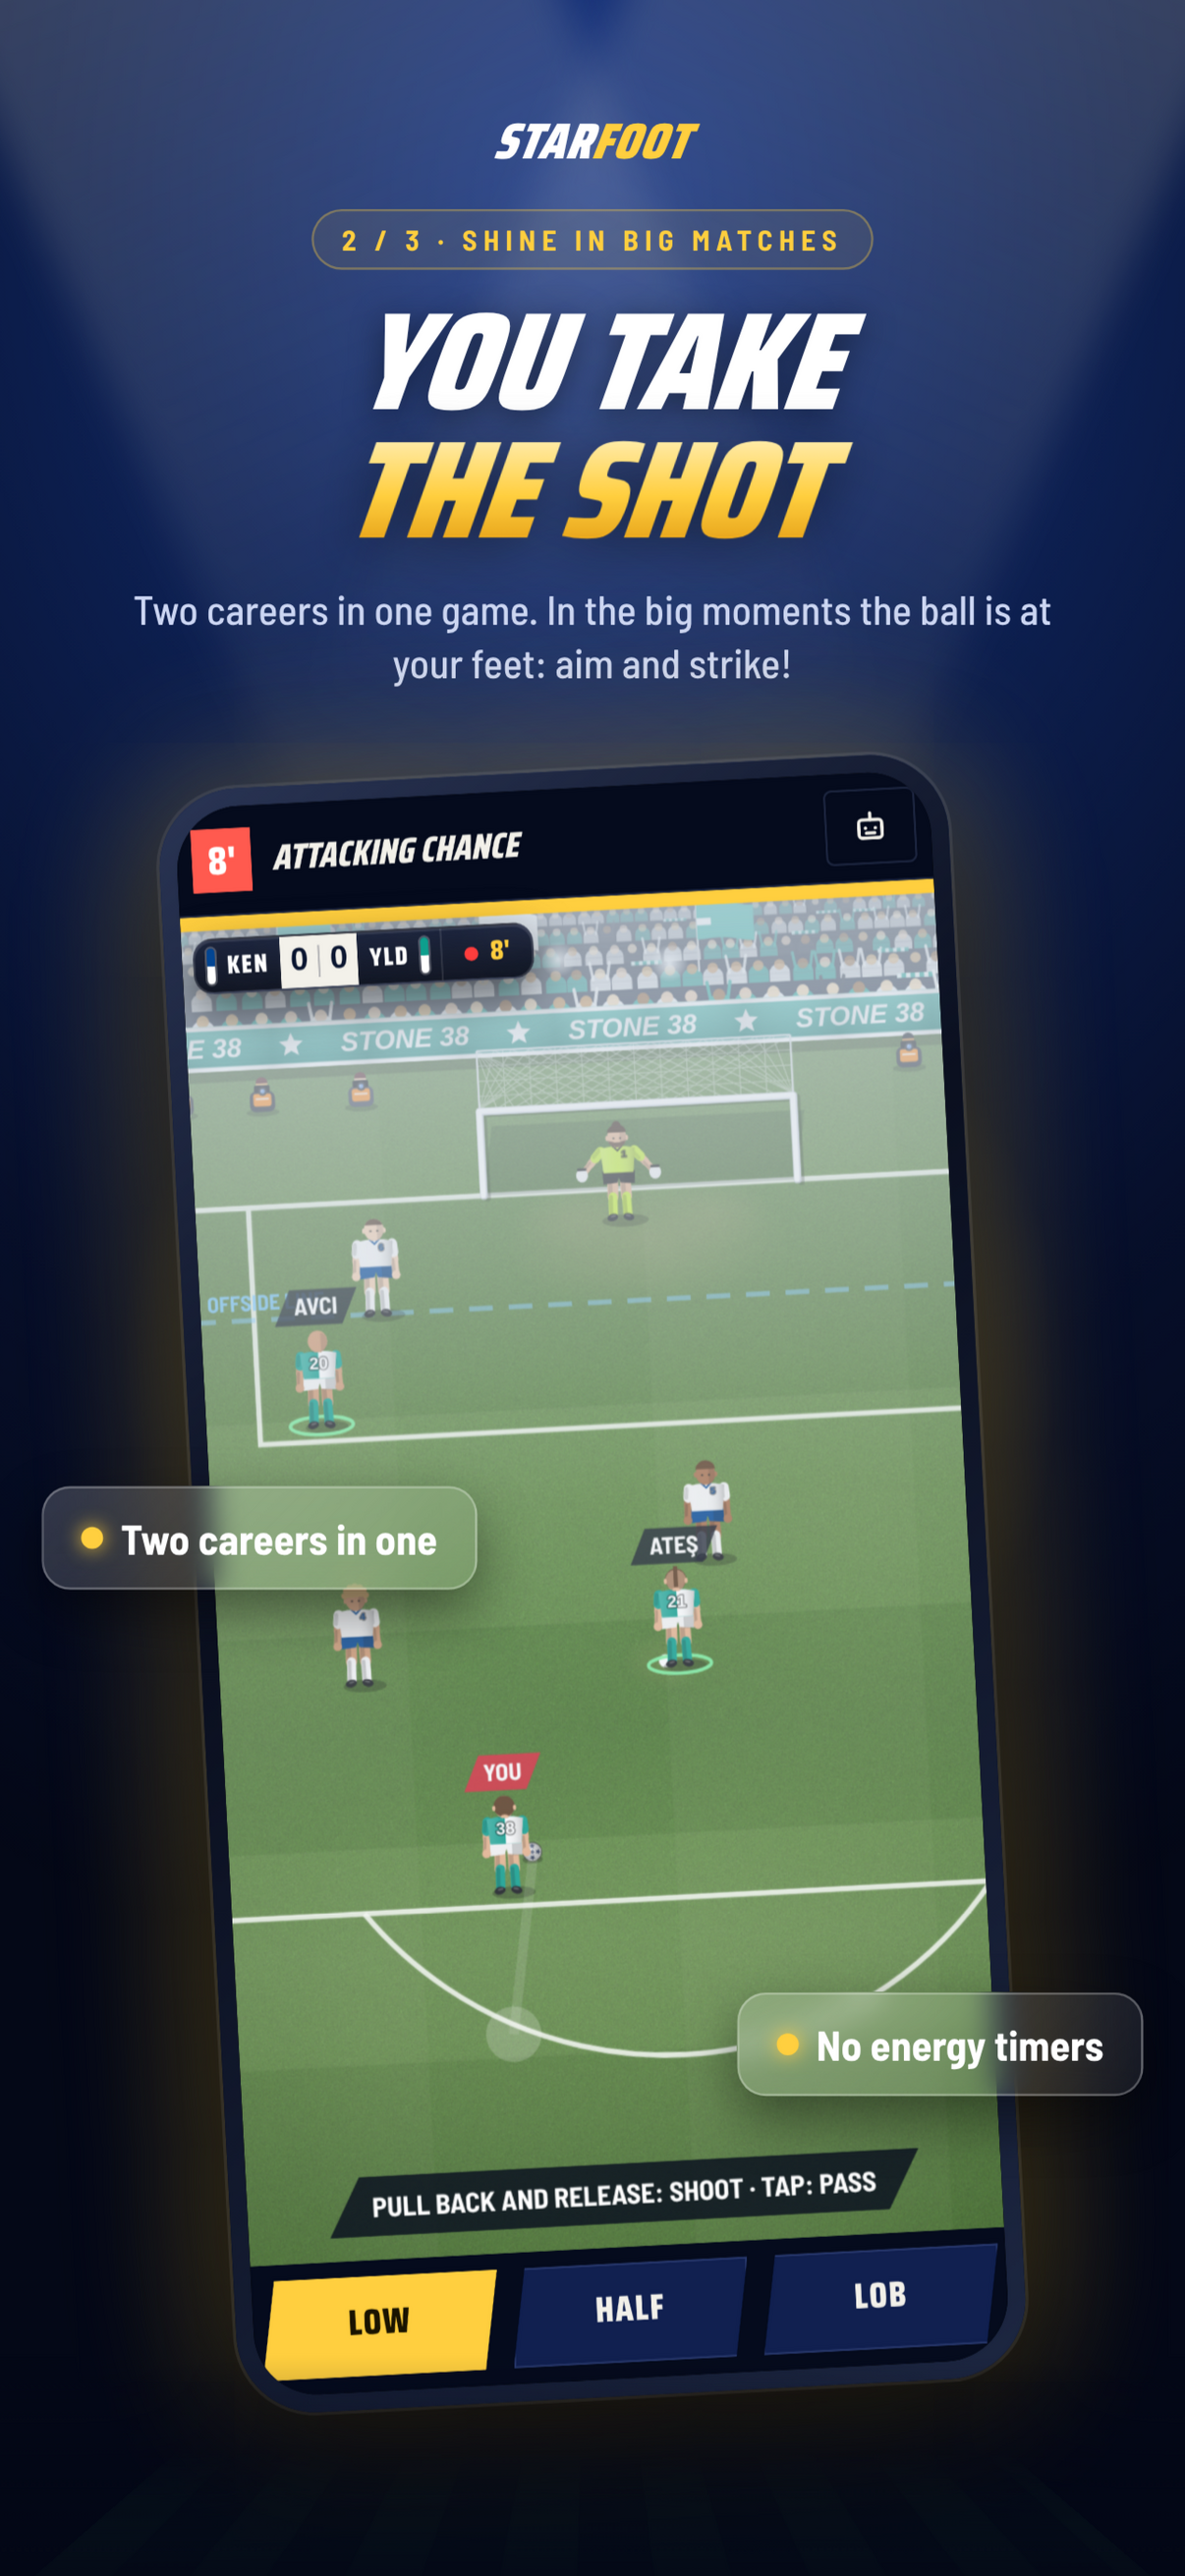 STARFOOT
2 / 3 · SHINE IN BIG MATCHES
YOU TAKE
THE SHOT
Two careers in one game. In the big moments the ball is at
your feet: aim and strike!
8' ATTACKING CHANCE
KEN 0 0 YLD 8'
E 38 ★ STONE 38 ★ STONE 38 ★ STONE 38
1
6
OFFSIDE AVCI
20
Two careers in one
ATEŞ
4
21
YOU
38
No energy timers
PULL BACK AND RELEASE: SHOOT · TAP: PASS
LOW HALF LOB